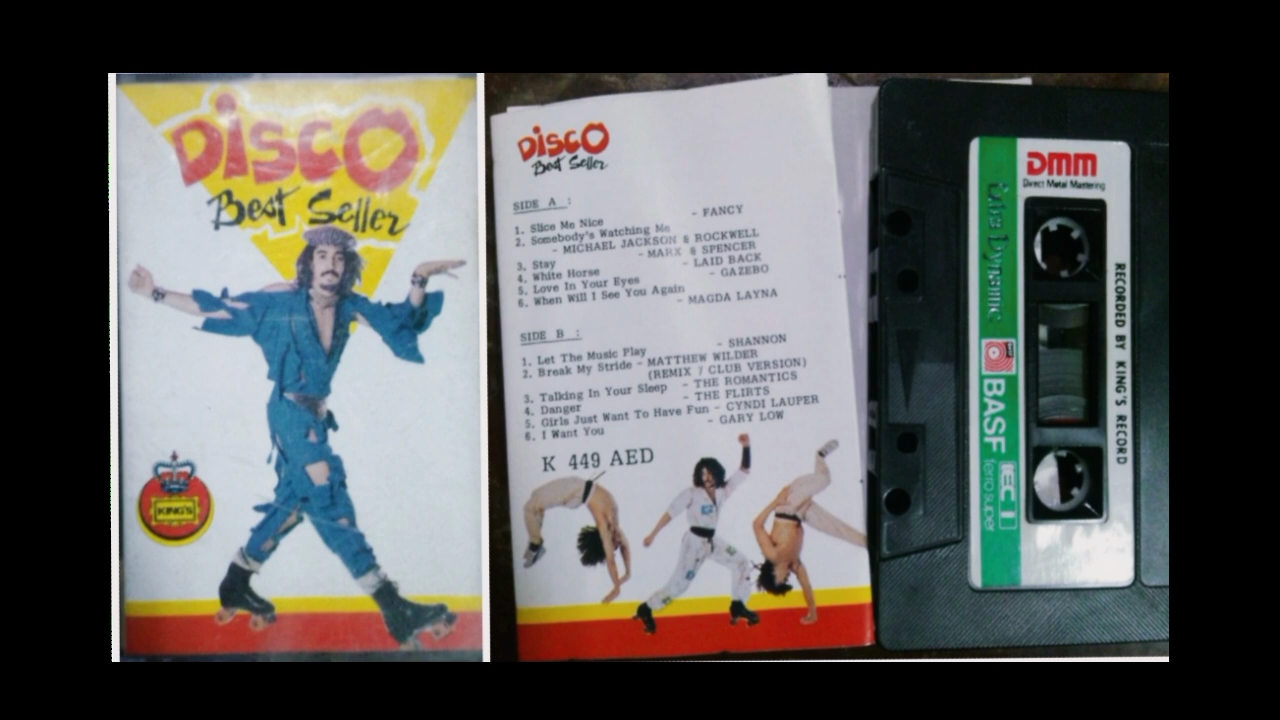 DISCO
Best Seller
KING'S
DISCO
Best Seller
SIDE A :
1. Slice Me Nice - FANCY
2. Somebody's Watching Me
- MICHAEL JACKSON & ROCKWELL
3. Stay - MARX & SPENCER
4. White Horse - LAID BACK
5. Love In Your Eyes - GAZEBO
6. When Will I See You Again
- MAGDA LAYNA
SIDE B :
1. Let The Music Play - SHANNON
2. Break My Stride - MATTHEW WILDER
(REMIX / CLUB VERSION)
3. Talking In Your Sleep - THE ROMANTICS
4. Danger - THE FLIRTS
5. Girls Just Want To Have Fun - CYNDI LAUPER
6. I Want You - GARY LOW
K 449 AED
DMM
Direct Metal Mastering
Dynamic
BASF
ferro super
IEC I
RECORDED BY KING'S RECORD